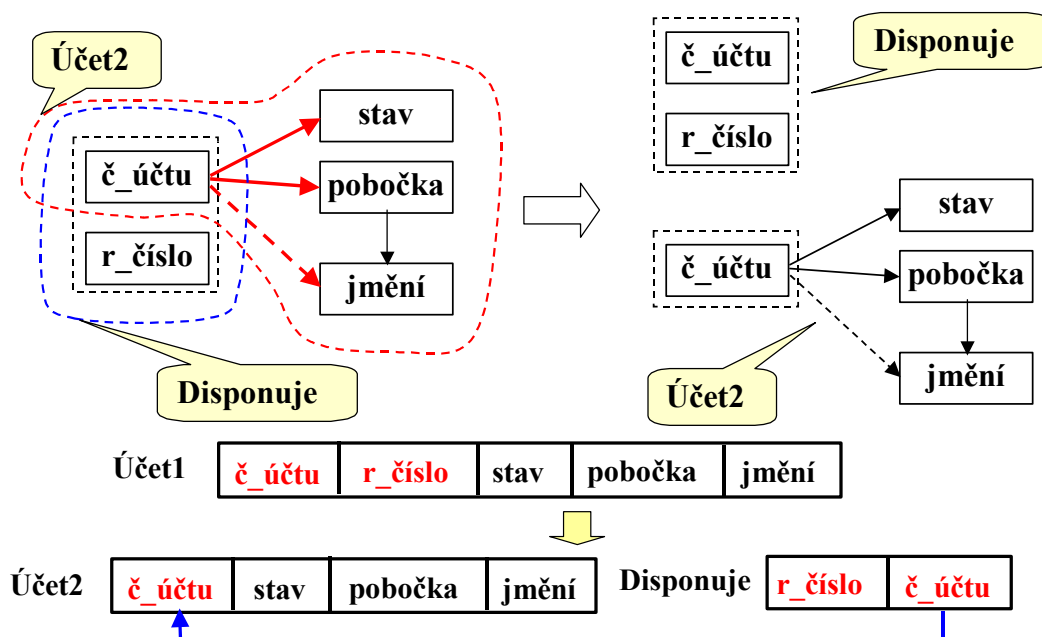 Účet2
stav
č_účtu
pobočka
r_číslo
jmění
Disponuje
č_účtu
Disponuje
r_číslo
stav
č_účtu
pobočka
jmění
Účet2
Účet1 č_účtu r_číslo stav pobočka jmění
Účet2 č_účtu stav pobočka jmění
Disponuje r_číslo č_účtu